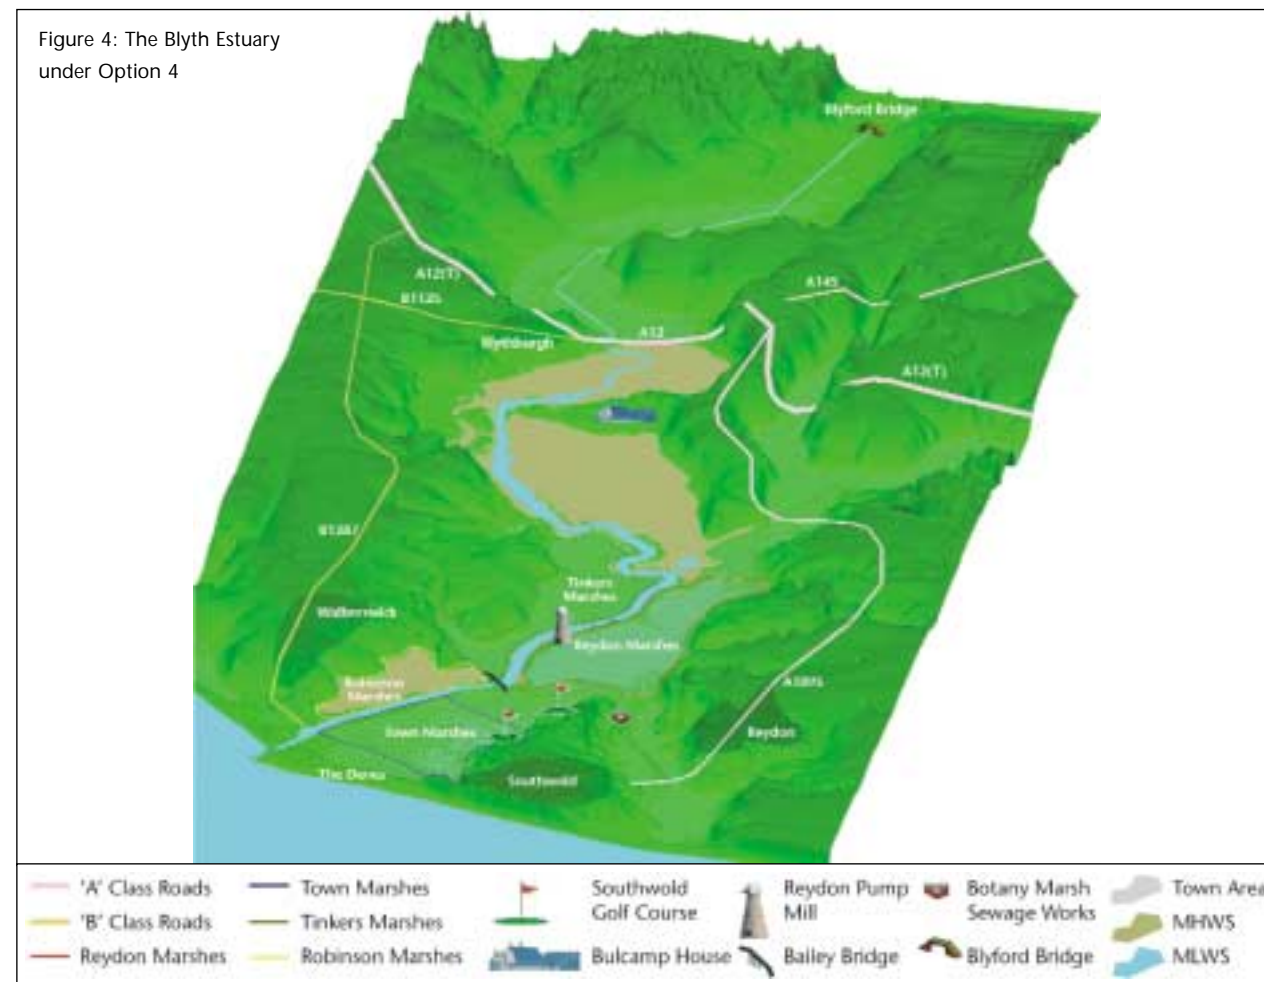 Figure 4: The Blyth Estuary
under Option 4
Blyford Bridge
A12(T)
B1125
A145
A12
Blythburgh
A12(T)
B1387
Tinkers
Marshes
Walberswick
Reydon Marshes
Robinson
Marshes
A1095
Town Marshes
Reydon
The Denes
Southwold
'A' Class Roads
'B' Class Roads
Reydon Marshes
Town Marshes
Tinkers Marshes
Robinson Marshes
Southwold
Golf Course
Bulcamp House
Reydon Pump
Mill
Bailey Bridge
Botany Marsh
Sewage Works
Blyford Bridge
Town Area
MHWS
MLWS